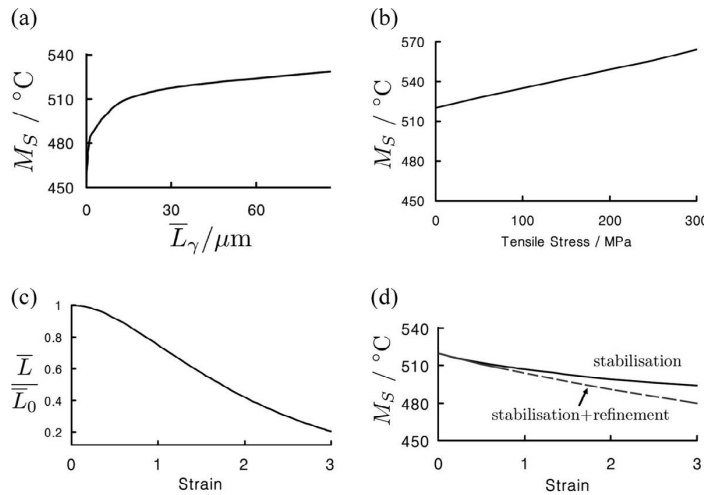 (a)
M_S / °C
540
510
480
450
0
30
60
L̅_γ/μm
(b)
M_S / °C
570
540
510
480
450
0
100
200
300
Tensile Stress / MPa
(c)
L̅
L̅_0
1
0.8
0.6
0.4
0.2
0
1
2
3
Strain
(d)
M_S / °C
540
510
480
450
stabilisation
stabilisation+refinement
0
1
2
3
Strain